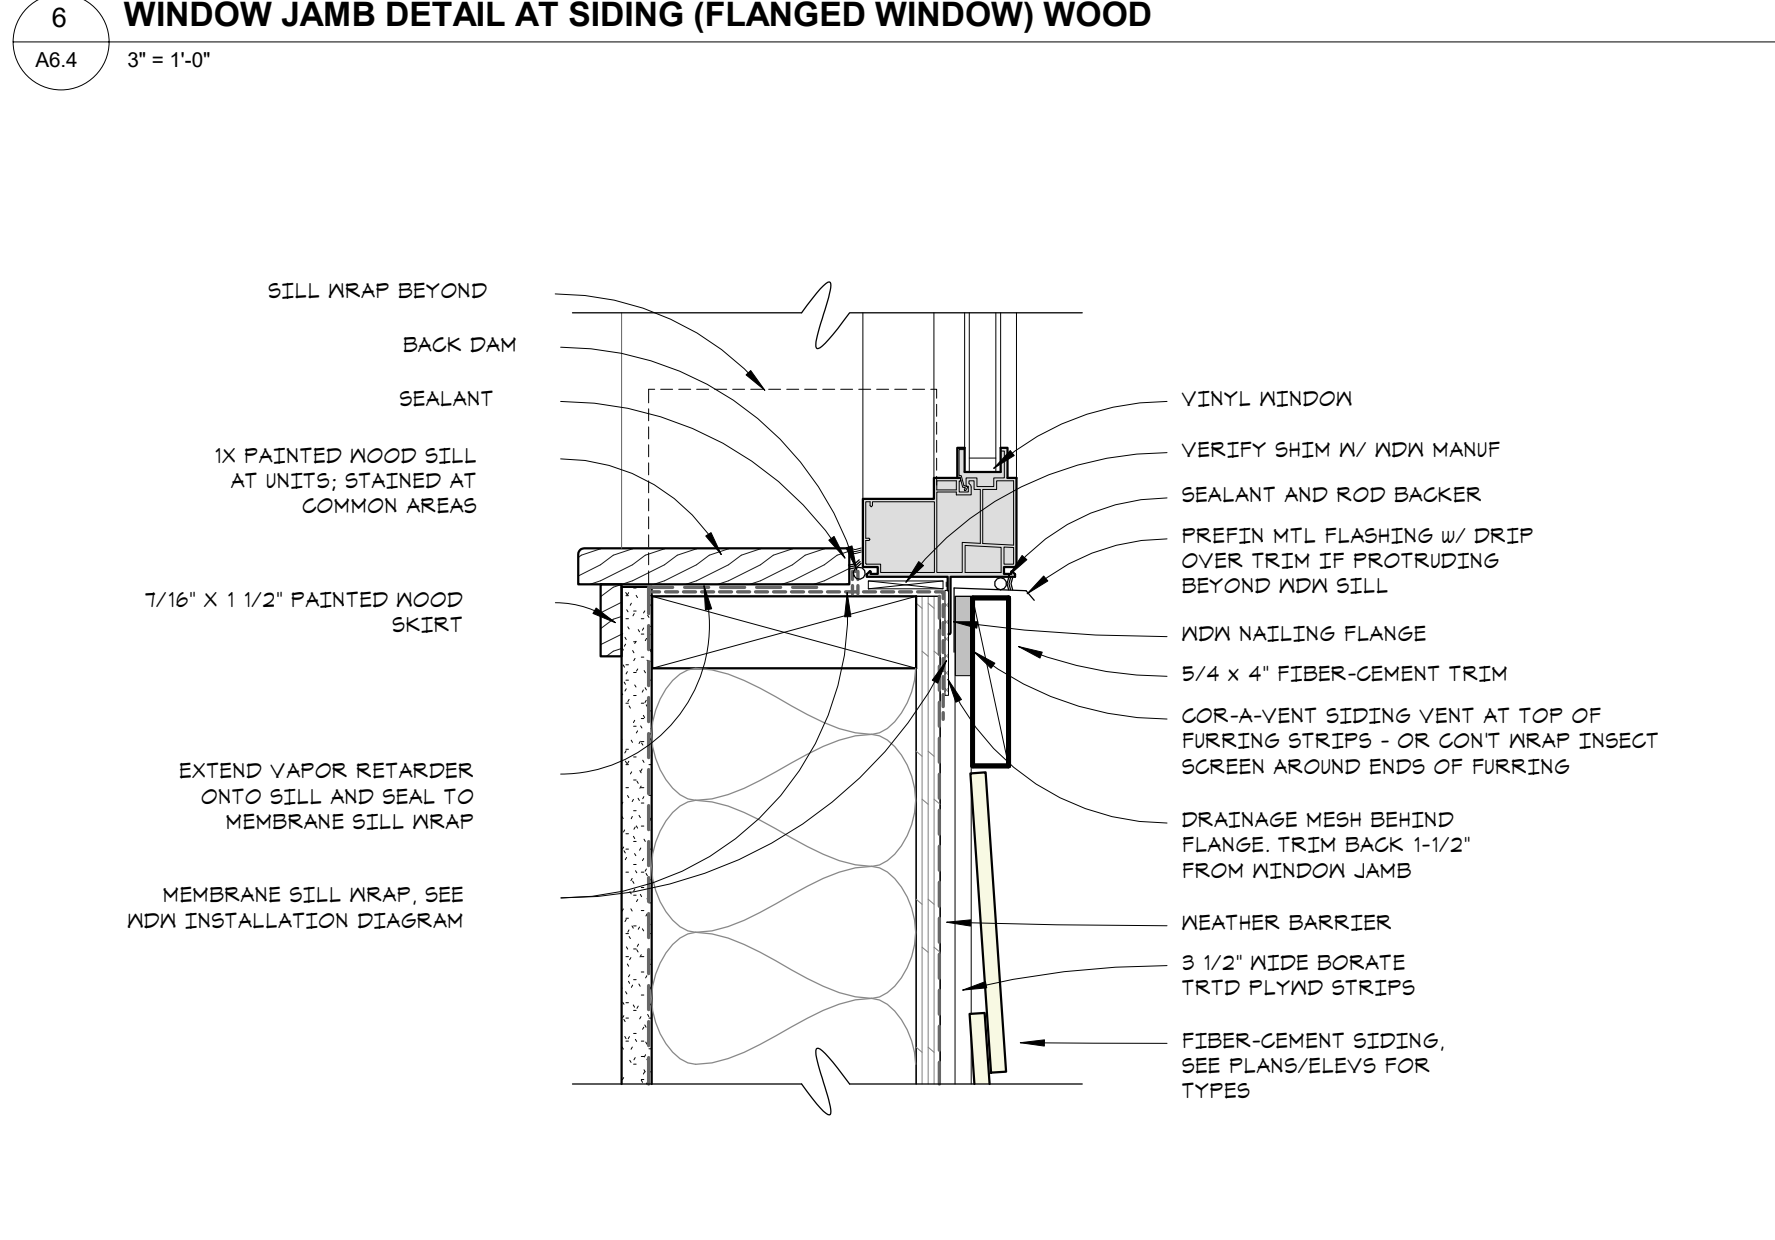 6
WINDOW JAMB DETAIL AT SIDING (FLANGED WINDOW) WOOD
A6.4
3" = 1'-0"
SILL WRAP BEYOND
BACK DAM
SEALANT
1X PAINTED WOOD SILL
AT UNITS; STAINED AT
COMMON AREAS
7/16" X 1 1/2" PAINTED WOOD
SKIRT
EXTEND VAPOR RETARDER
ONTO SILL AND SEAL TO
MEMBRANE SILL WRAP
MEMBRANE SILL WRAP, SEE
WDW INSTALLATION DIAGRAM
VINYL WINDOW
VERIFY SHIM W/ WDW MANUF
SEALANT AND ROD BACKER
PREFIN MTL FLASHING w/ DRIP
OVER TRIM IF PROTRUDING
BEYOND WDW SILL
WDW NAILING FLANGE
5/4 x 4" FIBER-CEMENT TRIM
COR-A-VENT SIDING VENT AT TOP OF
FURRING STRIPS - OR CON'T WRAP INSECT
SCREEN AROUND ENDS OF FURRING
DRAINAGE MESH BEHIND
FLANGE. TRIM BACK 1-1/2"
FROM WINDOW JAMB
WEATHER BARRIER
3 1/2" WIDE BORATE
TRTD PLYWD STRIPS
FIBER-CEMENT SIDING,
SEE PLANS/ELEVS FOR
TYPES